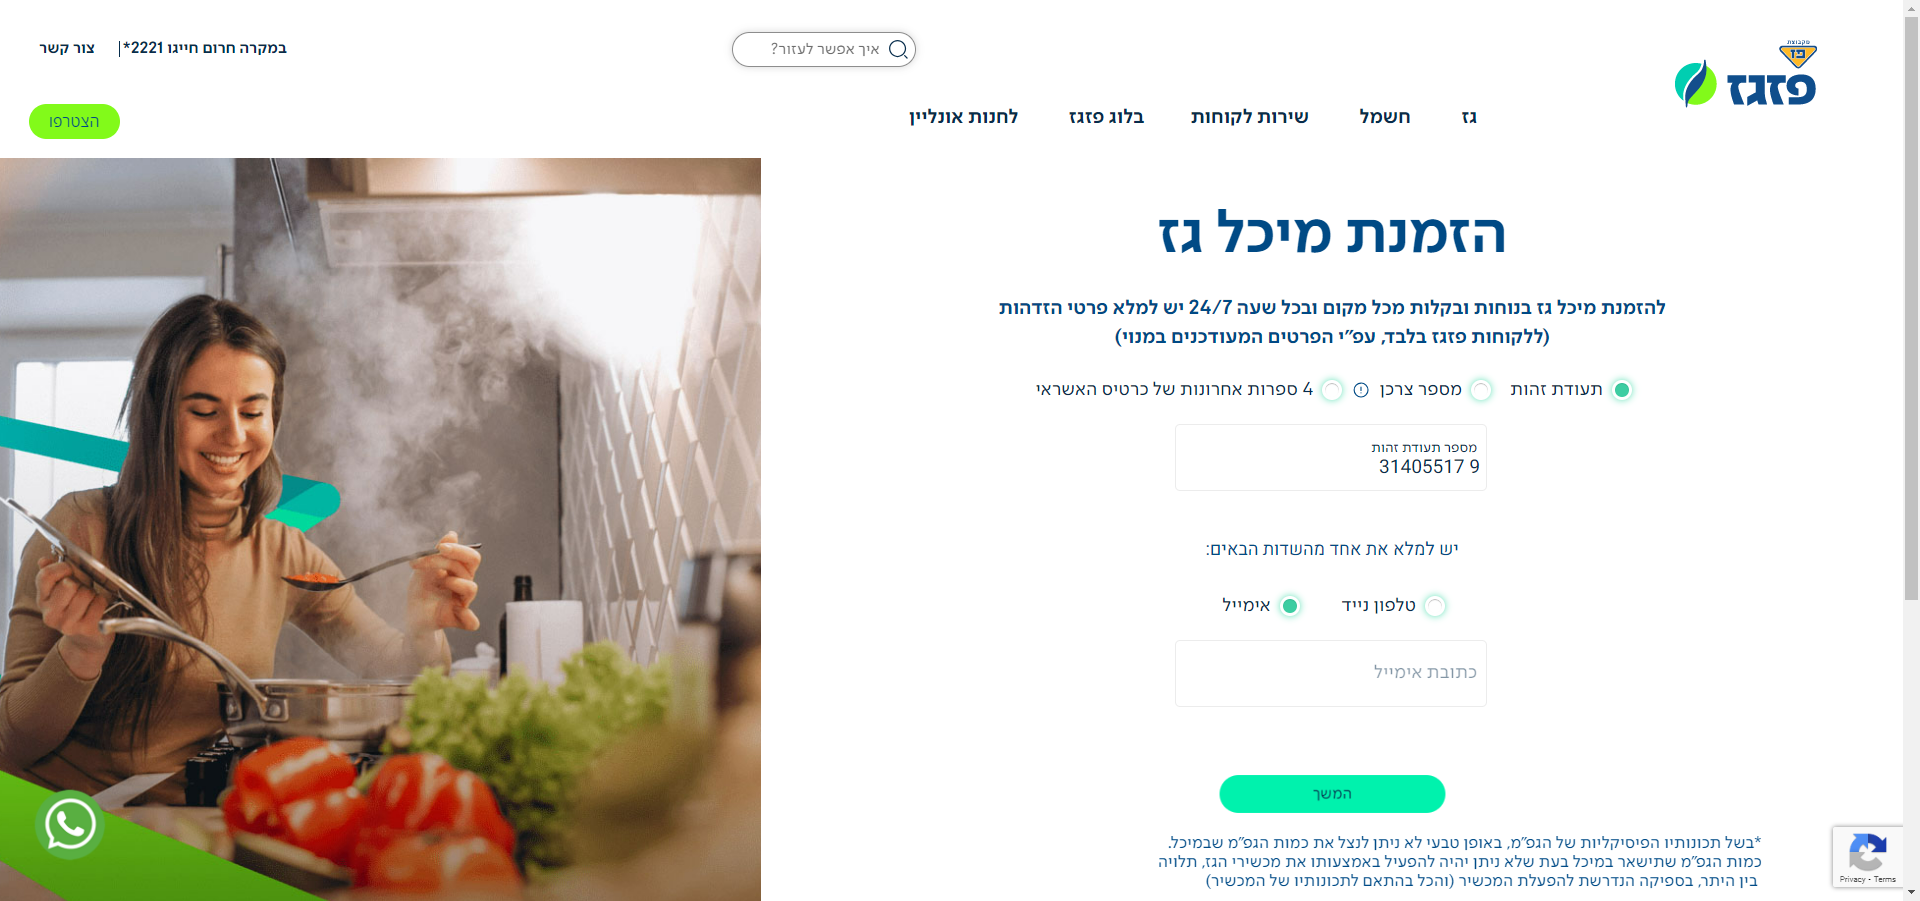 מקבוצת
פז
פזגז
איך אפשר לעזור?
במקרה חרום חייגו 2221*
צור קשר
גז
חשמל
שירות לקוחות
בלוג פזגז
לחנות אונליין
הצטרפו
הזמנת מיכל גז
להזמנת מיכל גז בנוחות ובקלות מכל מקום ובכל שעה 24/7 יש למלא פרטי הזדהות
(ללקוחות פזגז בלבד, עפ"י הפרטים המעודכנים במנוי)
תעודת זהות
מספר צרכן
4 ספרות אחרונות של כרטיס האשראי
מספר תעודת זהות
31405517 9
יש למלא את אחד מהשדות הבאים:
טלפון נייד
אימייל
כתובת אימייל
המשך
*בשל תכונותיו הפיסיקליות של הגפ"מ, באופן טבעי לא ניתן לנצל את כמות הגפ"מ שבמיכל.
כמות הגפ"מ שתישאר במיכל בעת שלא ניתן יהיה להפעיל באמצעותו את מכשירי הגז, תלויה
בין היתר, בספיקה הנדרשת להפעלת המכשיר (והכל בהתאם לתכונותיו של המכשיר)
Privacy - Terms